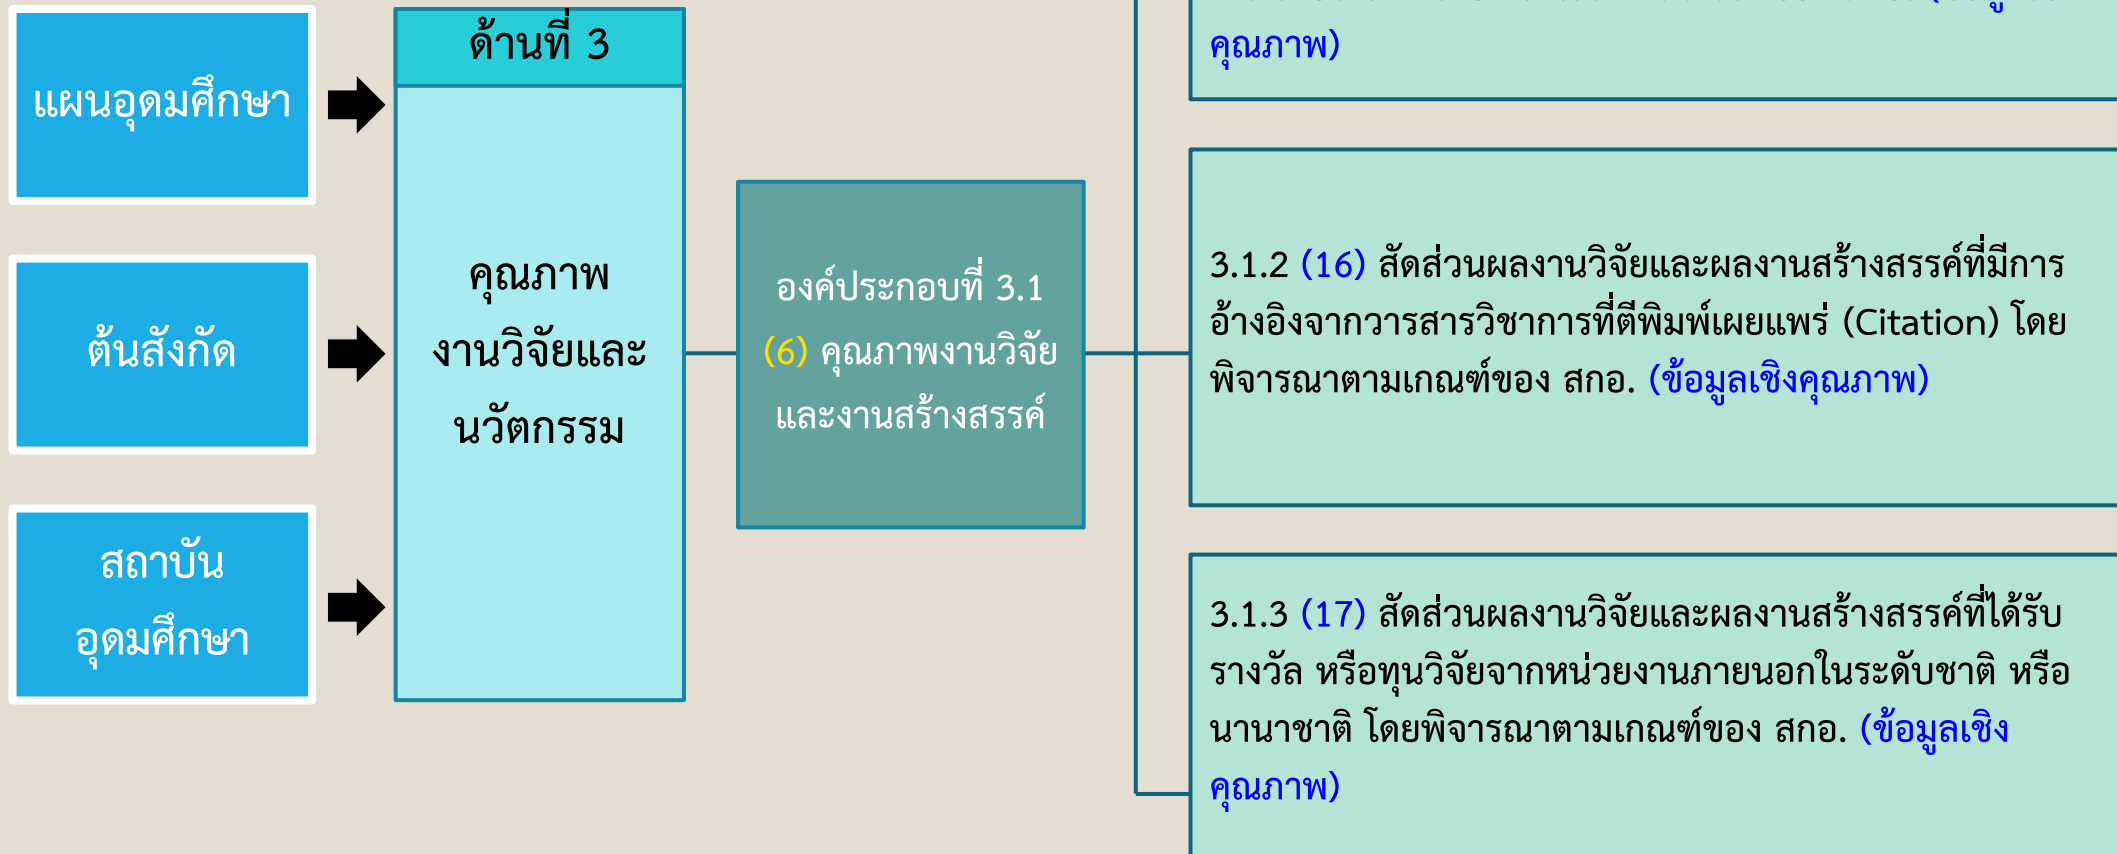 แผนอุดมศึกษา
ต้นสังกัด
สถาบัน
อุดมศึกษา
ด้านที่ 3
คุณภาพ
งานวิจัยและ
นวัตกรรม
องค์ประกอบที่ 3.1
(6) คุณภาพงานวิจัย
และงานสร้างสรรค์
คุณภาพ)
3.1.2 (16) สัดส่วนผลงานวิจัยและผลงานสร้างสรรค์ที่มีการ
อ้างอิงจากวารสารวิชาการที่ตีพิมพ์เผยแพร่ (Citation) โดย
พิจารณาตามเกณฑ์ของ สกอ. (ข้อมูลเชิงคุณภาพ)
3.1.3 (17) สัดส่วนผลงานวิจัยและผลงานสร้างสรรค์ที่ได้รับ
รางวัล หรือทุนวิจัยจากหน่วยงานภายนอกในระดับชาติ หรือ
นานาชาติ โดยพิจารณาตามเกณฑ์ของ สกอ. (ข้อมูลเชิง
คุณภาพ)